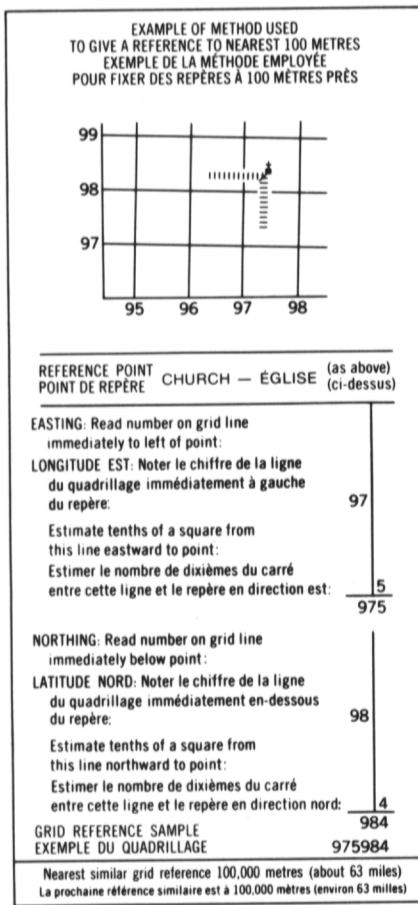 EXAMPLE OF METHOD USED
TO GIVE A REFERENCE TO NEAREST 100 METRES
EXEMPLE DE LA MÉTHODE EMPLOYÉE
POUR FIXER DES REPÈRES À 100 MÈTRES PRÈS
99
98
97
95 96 97 98
REFERENCE POINT CHURCH — ÉGLISE (as above)
POINT DE REPÈRE (ci-dessus)
EASTING: Read number on grid line
immediately to left of point:
LONGITUDE EST: Noter le chiffre de la ligne
du quadrillage immédiatement à gauche
du repère: 97
Estimate tenths of a square from
this line eastward to point:
Estimer le nombre de dixièmes du carré
entre cette ligne et le repère en direction est: 5
975
NORTHING: Read number on grid line
immediately below point:
LATITUDE NORD: Noter le chiffre de la ligne
du quadrillage immédiatement en-dessous
du repère: 98
Estimate tenths of a square from
this line northward to point:
Estimer le nombre de dixièmes du carré
entre cette ligne et le repère en direction nord: 4
984
GRID REFERENCE SAMPLE
EXEMPLE DU QUADRILLAGE 975984
Nearest similar grid reference 100,000 metres (about 63 miles)
La prochaine référence similaire est à 100,000 mètres (environ 63 milles)